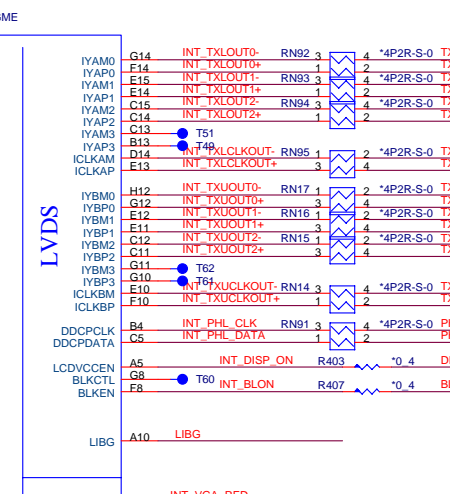 ME
IYAM0 G14 INT_TXLOUT0- RN92 3 4 *4P2R-S-0 TX
IYAP0 F14 INT_TXLOUT0+ 1 2
IYAM1 E15 INT_TXLOUT1- RN93 3 4 *4P2R-S-0
IYAP1 E14 INT_TXLOUT1+ 1 2
IYAM2 C15 INT_TXLOUT2- RN94 3 4 *4P2R-S-0
IYAP2 C14 INT_TXLOUT2+ 1 2
IYAM3 C13 T51
IYAP3 B13 T49
ICLKAM D14 INT_TXLCLKOUT- RN95 1 2 *4P2R-S-0
ICLKAP E13 INT_TXLCLKOUT+ 3 4
LVDS
IYBM0 H12 INT_TXUOUT0- RN17 1 2 *4P2R-S-0
IYBP0 G12 INT_TXUOUT0+ 3 4
IYBM1 E12 INT_TXUOUT1- RN16 1 2 *4P2R-S-0
IYBP1 E11 INT_TXUOUT1+ 3 4
IYBM2 C12 INT_TXUOUT2- RN15 1 2 *4P2R-S-0
IYBP2 C11 INT_TXUOUT2+ 3 4
IYBM3 G11 T62
IYBP3 G10 T61
ICLKBM E10 INT_TXUCLKOUT- RN14 3 4 *4P2R-S-0
ICLKBP F10 INT_TXUCLKOUT+ 1 2
DDCPCLK B4 INT_PHL_CLK RN91 3 4 *4P2R-S-0
DDCPDATA C5 INT_PHL_DATA 1 2
LCDVCCEN A5 INT_DISP_ON R403 *0_4
BLKCTL G8 T60
BLKEN F8 INT_BLON R407 *0_4
LIBG A10 LIBG
INT_VGA_RED